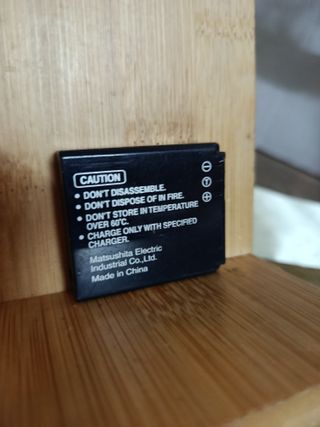 CAUTION
• DON'T DISASSEMBLE.
• DON'T DISPOSE OF IN FIRE.
• DON'T STORE IN TEMPERATURE
OVER 60°C.
• CHARGE ONLY WITH SPECIFIED
CHARGER.
Matsushita Electric
Industrial Co.,Ltd.
Made in China
⊖
Ⓣ
⊕